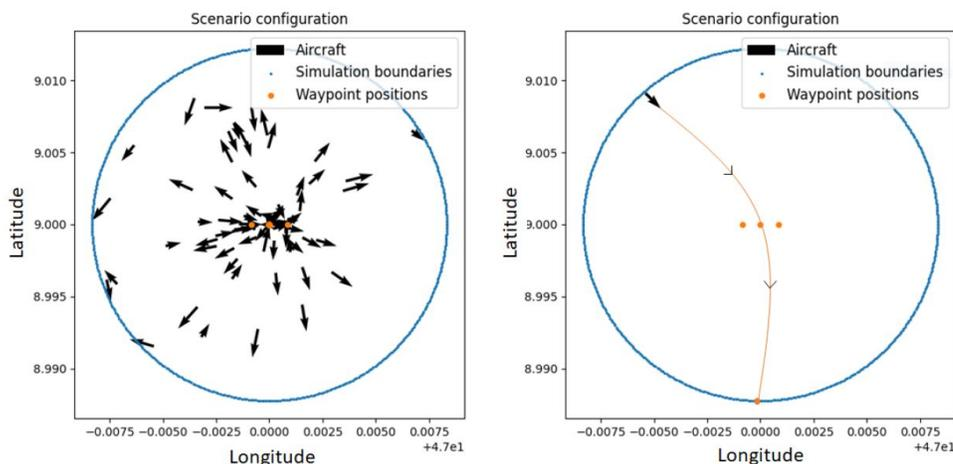 Scenario configuration
Aircraft
Simulation boundaries
Waypoint positions
9.010
9.005
9.000
8.995
8.990
Latitude
−0.0075 −0.0050 −0.0025 0.0000 0.0025 0.0050 0.0075
+4.7e1
Longitude
Scenario configuration
Aircraft
Simulation boundaries
Waypoint positions
9.010
9.005
9.000
8.995
8.990
Latitude
−0.0075 −0.0050 −0.0025 0.0000 0.0025 0.0050 0.0075
+4.7e1
Longitude